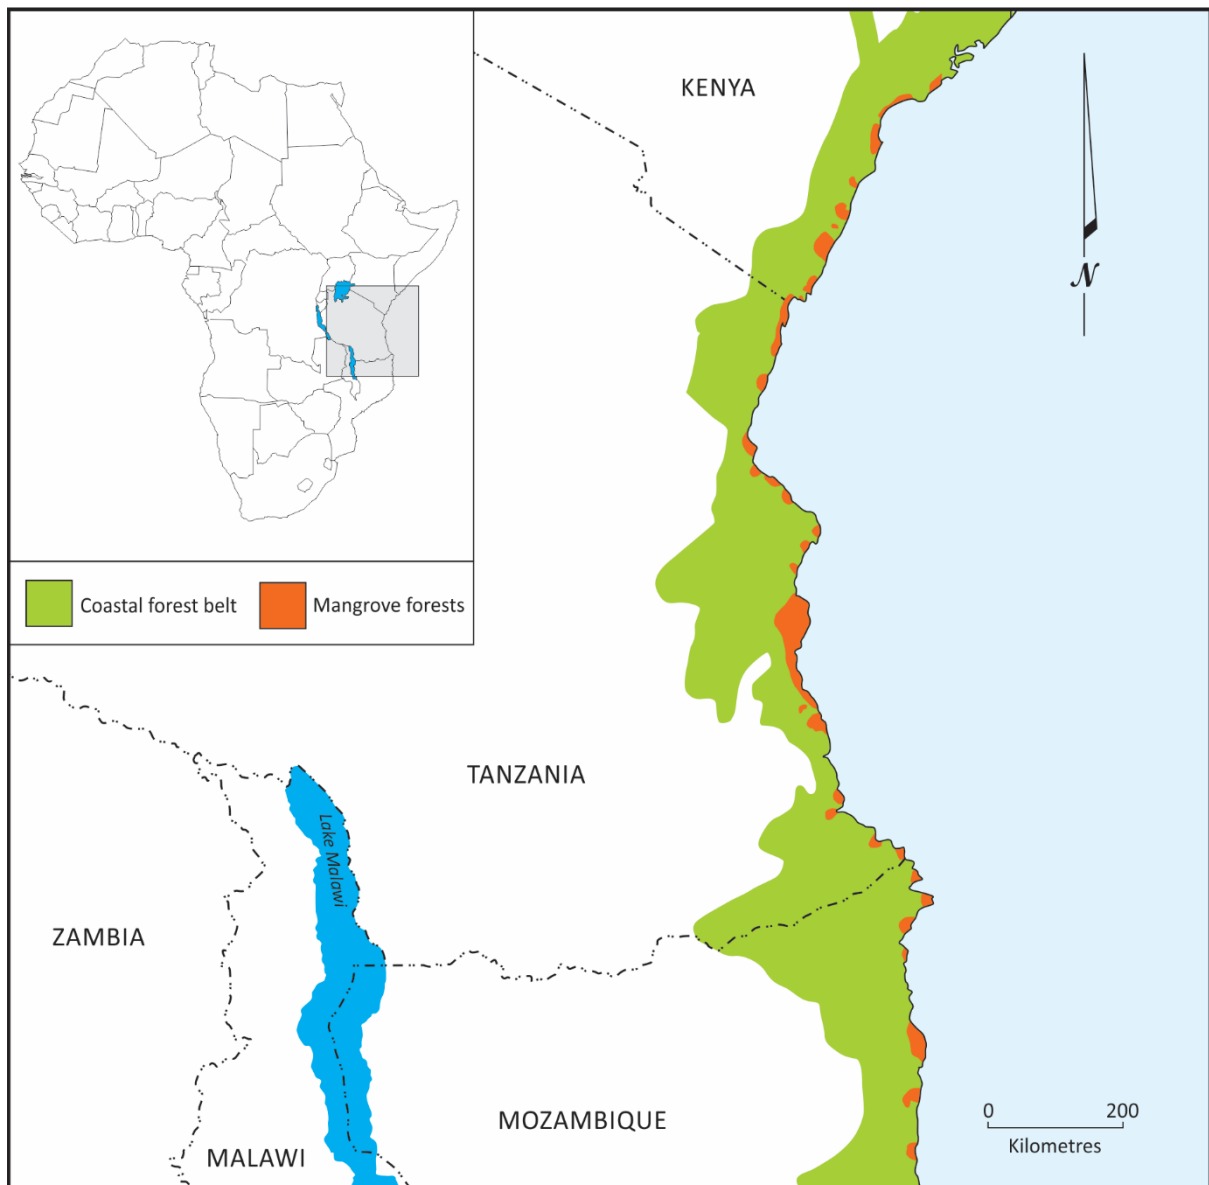 KENYA
N
Coastal forest belt
Mangrove forests
TANZANIA
Lake Malawi
ZAMBIA
MOZAMBIQUE
MALAWI
0 200
Kilometres